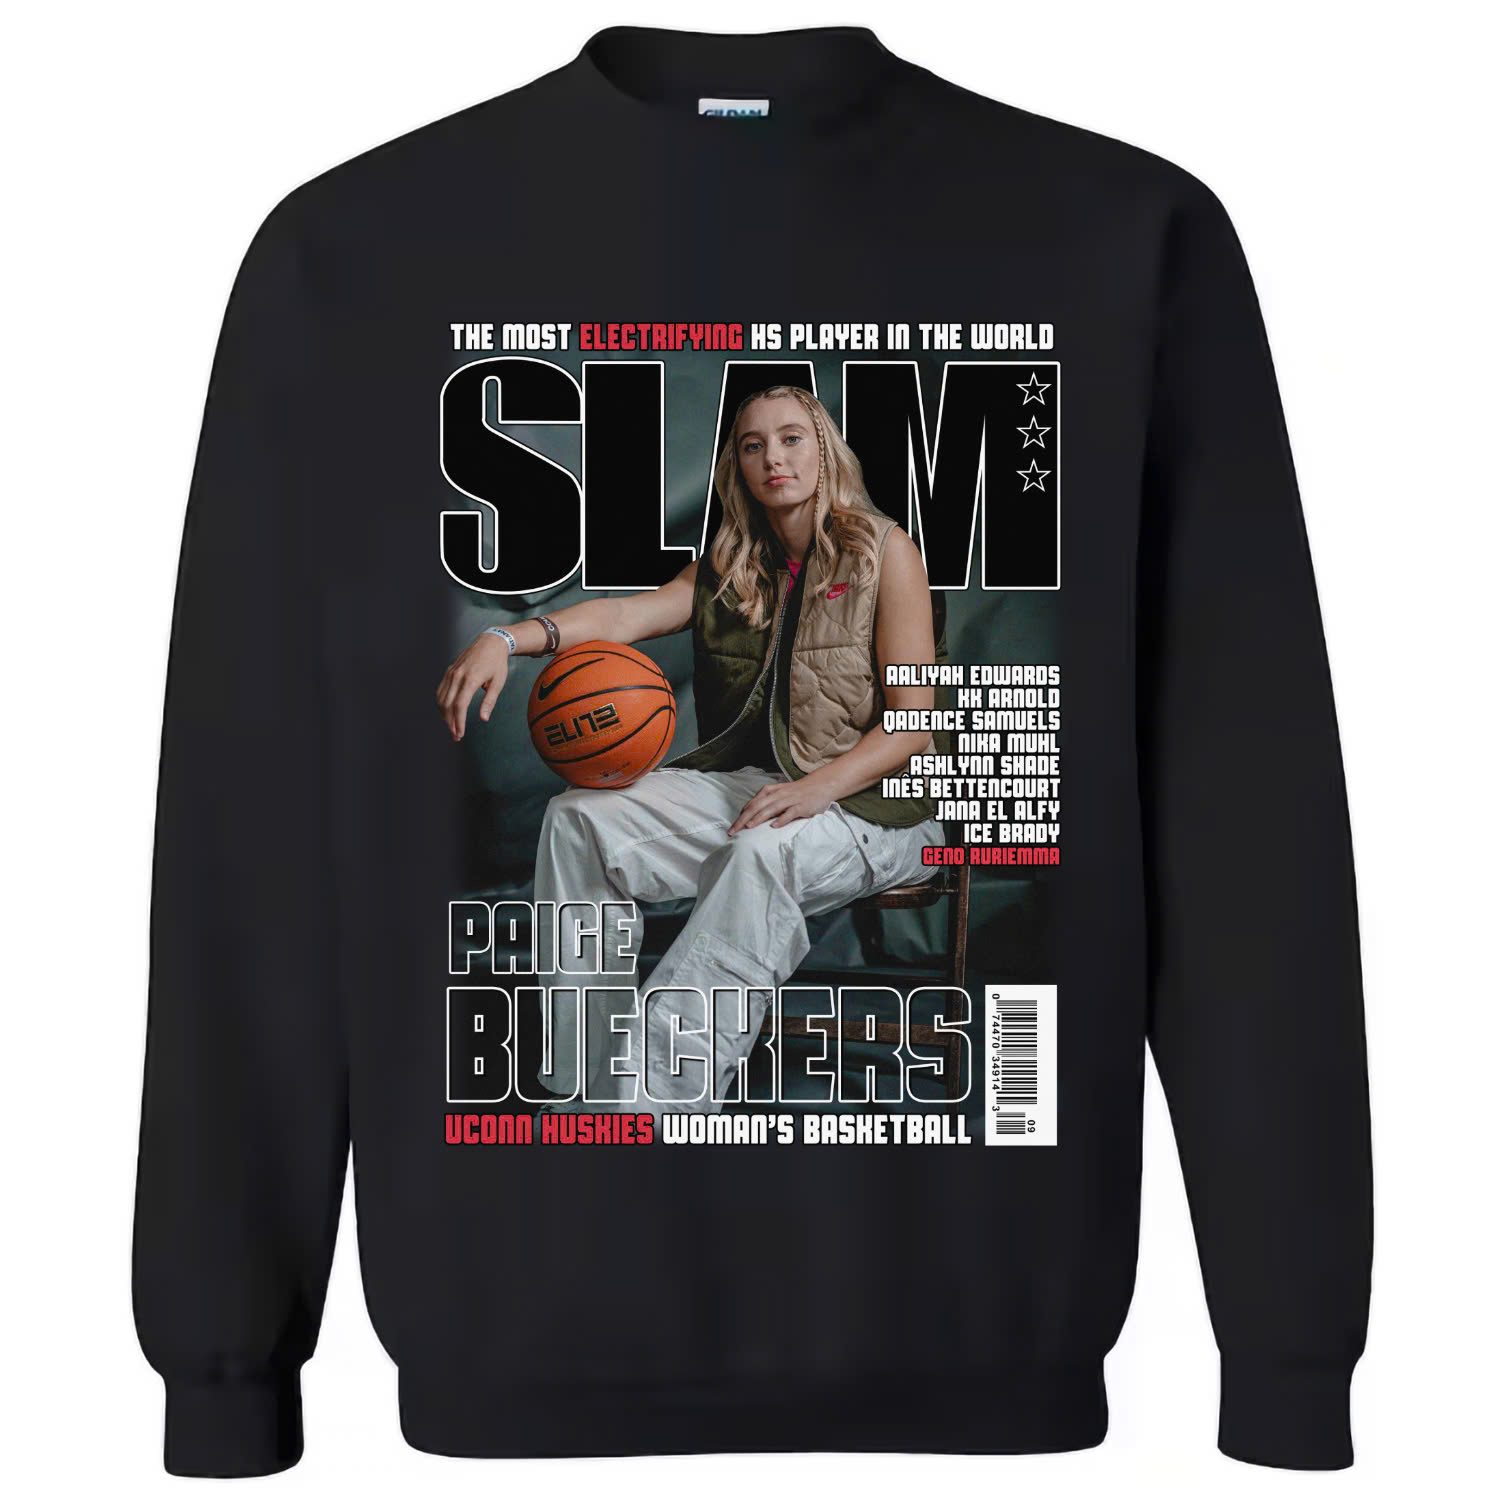 GILDAN
THE MOST ELECTRIFYING HS PLAYER IN THE WORLD
SLAM
ELITE
AALIYAH EDWARDS
KK ARNOLD
QADENCE SAMUELS
NIKA MUHL
ASHLYNN SHADE
INÊS BETTENCOURT
JANA EL ALFY
ICE BRADY
GENO AURIEMMA
PAIGE
BUECKERS
UCONN HUSKIES WOMAN'S BASKETBALL
0 74470 34914 3
09